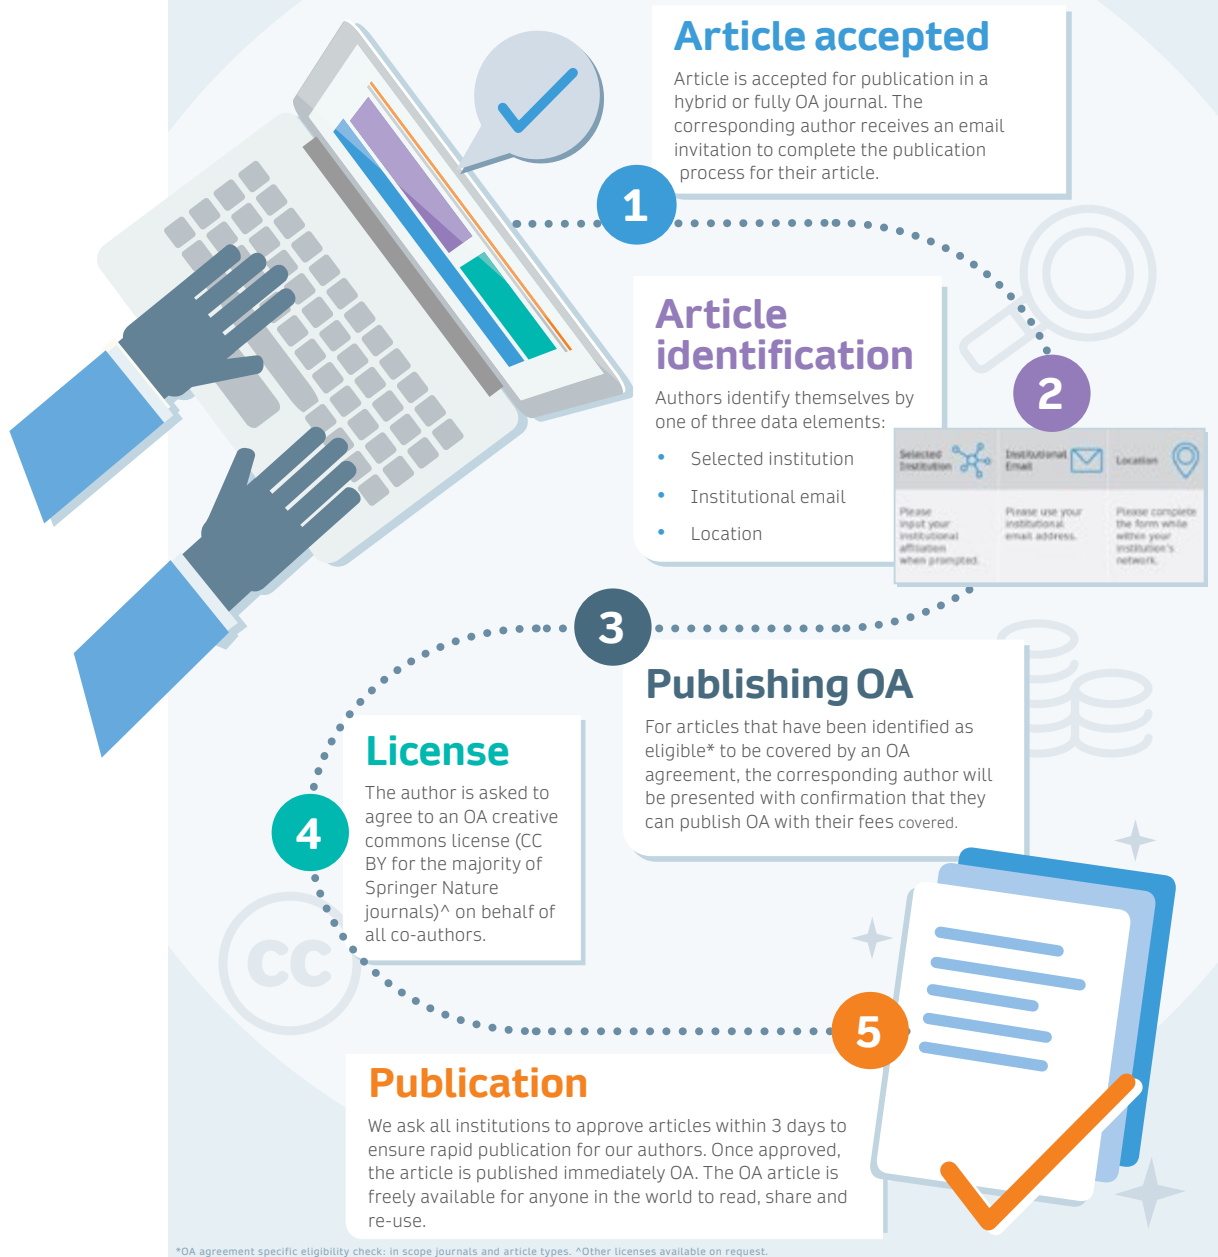 Article accepted
Article is accepted for publication in a
hybrid or fully OA journal. The
corresponding author receives an email
invitation to complete the publication
process for their article.
1
Article
identification
Authors identify themselves by
one of three data elements:
• Selected institution
• Institutional email
• Location
2
Selected
Institution
Institutional
Email
Location
Please
input your
institutional
affiliation
when prompted.
Please use your
institutional
email address.
Please complete
the form while
within your
institution's
network.
3
Publishing OA
For articles that have been identified as
eligible* to be covered by an OA
agreement, the corresponding author will
be presented with confirmation that they
can publish OA with their fees covered.
License
The author is asked to
agree to an OA creative
commons license (CC
BY for the majority of
Springer Nature
journals)^ on behalf of
all co-authors.
4
cc
5
Publication
We ask all institutions to approve articles within 3 days to
ensure rapid publication for our authors. Once approved,
the article is published immediately OA. The OA article is
freely available for anyone in the world to read, share and
re-use.
*OA agreement specific eligibility check: in scope journals and article types. ^Other licenses available on request.